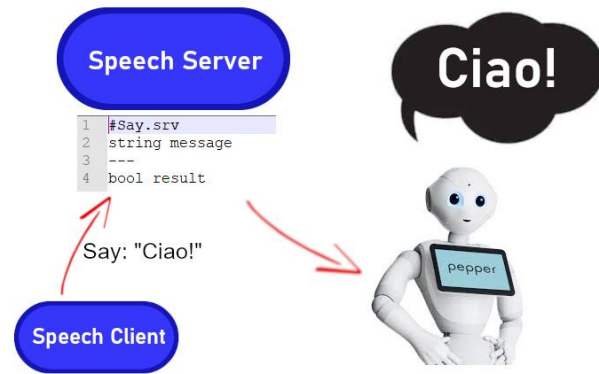 Speech Server
Ciao!
1 #Say.srv
2 string message
3 ---
4 bool result
Say: "Ciao!"
pepper
Speech Client